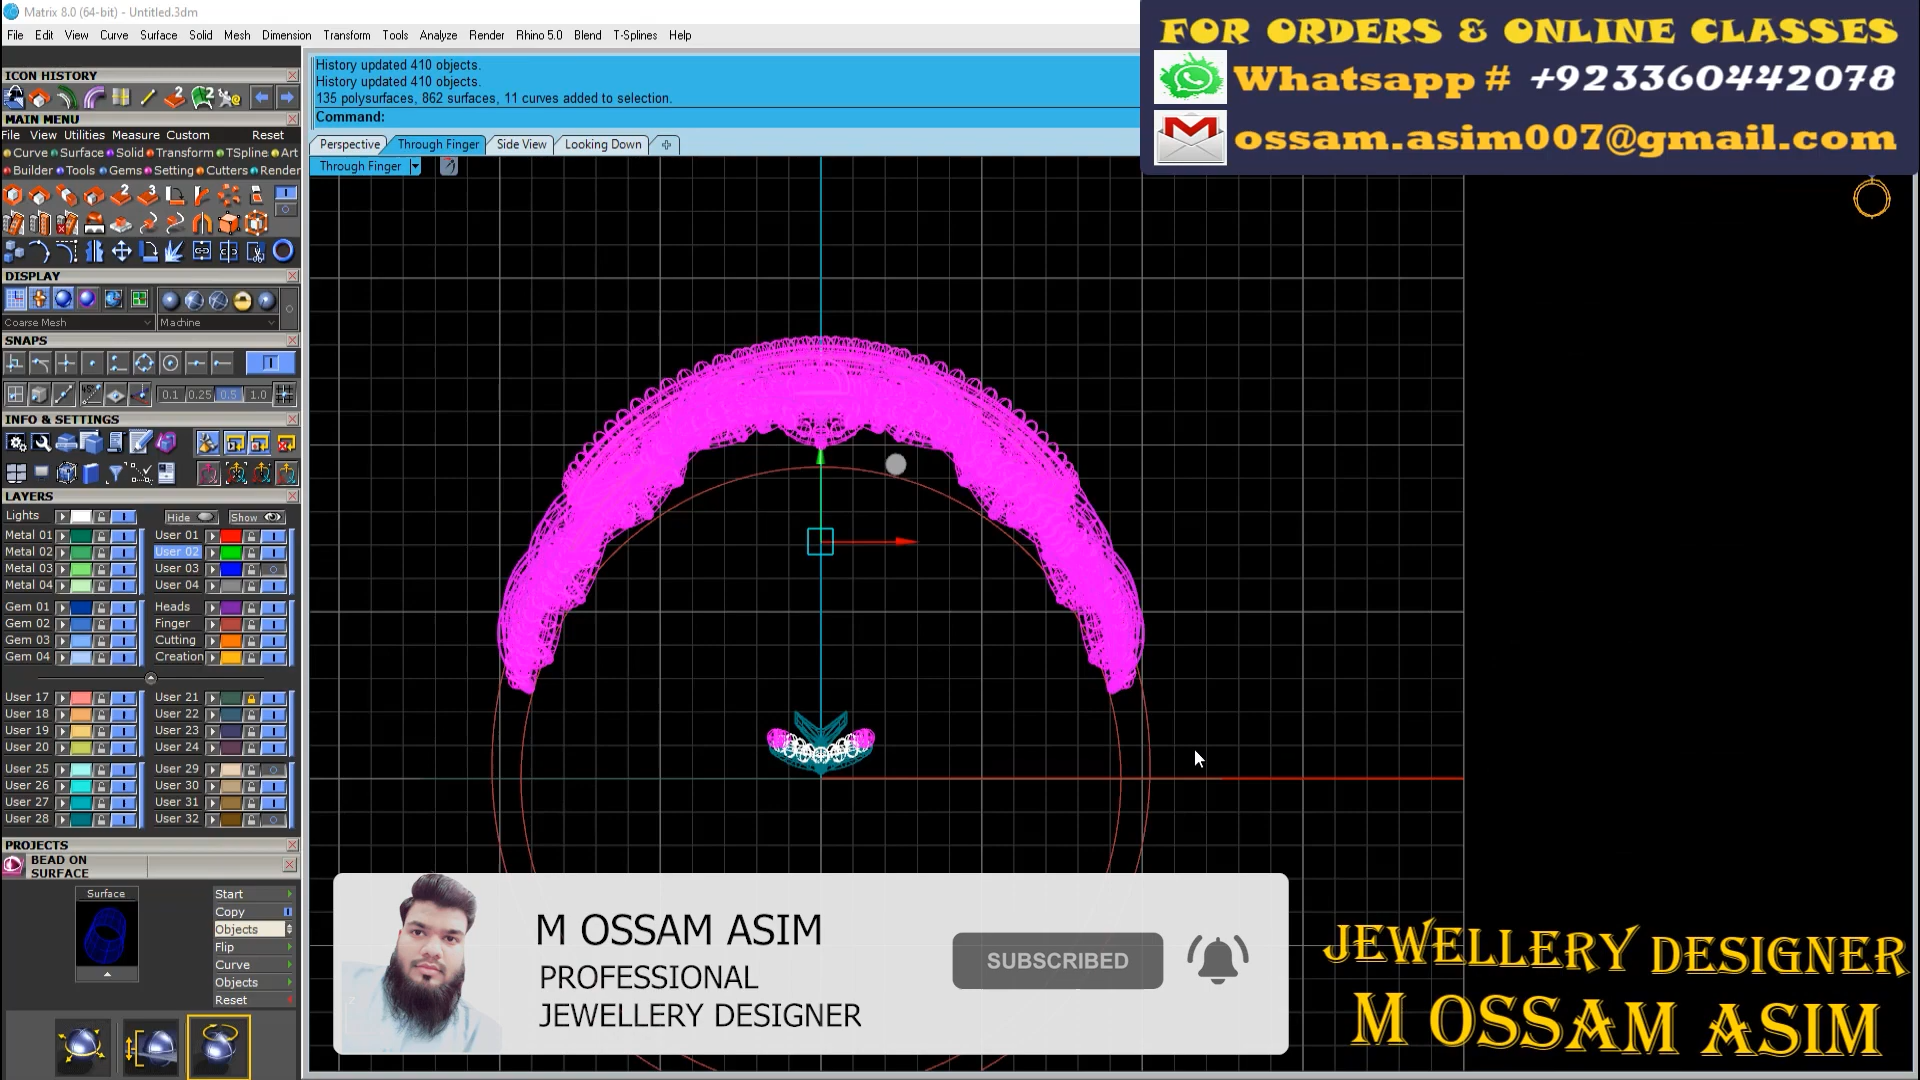 Matrix 8.0 (64-bit) - Untitled.3dm
File Edit View Curve Surface Solid Mesh Dimension Transform Tools Analyze Render Rhino 5.0 Blend T-Splines Help
FOR ORDERS & ONLINE CLASSES
Whatsapp # +923360442078
ossam.asim007@gmail.com
History updated 410 objects.
History updated 410 objects.
135 polysurfaces, 862 surfaces, 11 curves added to selection.
Command:
Perspective Through Finger Side View Looking Down
Through Finger
ICON HISTORY
MAIN MENU
File View Utilities Measure Custom Reset
Curve Surface Solid Transform TSpline Art
Builder Tools Gems Setting Cutters Render
DISPLAY
Coarse Mesh Machine
SNAPS
0.1 0.25 0.5 1.0
INFO & SETTINGS
LAYERS
Lights Hide Show
Metal 01 User 01
Metal 02 User 02
Metal 03 User 03
Metal 04 User 04
Gem 01 Heads
Gem 02 Finger
Gem 03 Cutting
Gem 04 Creation
User 17 User 21
User 18 User 22
User 19 User 23
User 20 User 24
User 25 User 29
User 26 User 30
User 27 User 31
User 28 User 32
PROJECTS
BEAD ON
SURFACE
Surface
Start
Copy
Objects
Flip
Curve
Objects
Reset
M OSSAM ASIM
PROFESSIONAL
JEWELLERY DESIGNER
SUBSCRIBED
JEWELLERY DESIGNER
M OSSAM ASIM